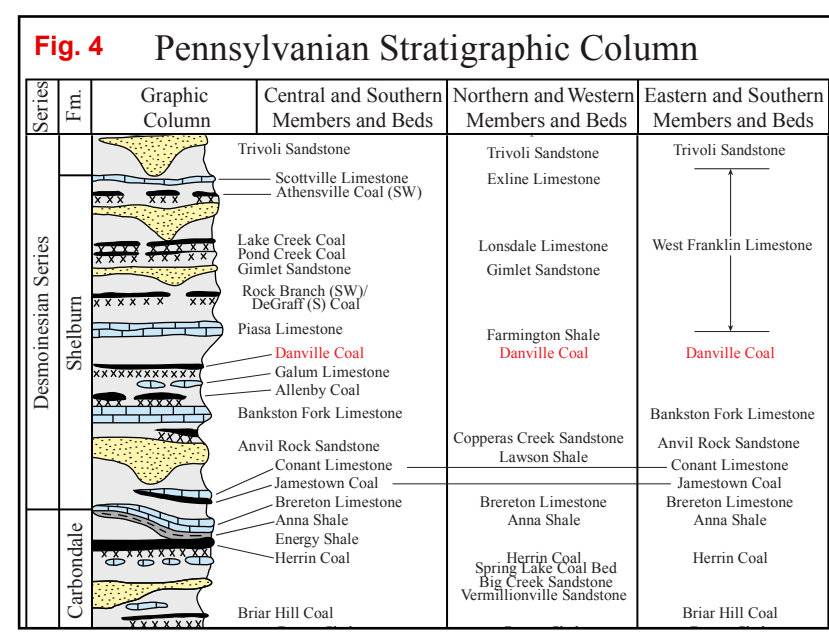 Fig. 4
Pennsylvanian Stratigraphic Column
Series
Fm.
Graphic
Column
Central and Southern
Members and Beds
Northern and Western
Members and Beds
Eastern and Southern
Members and Beds
Desmoinesian Series
Shelburn
Carbondale
Trivoli Sandstone
Scottville Limestone
Athensville Coal (SW)
Lake Creek Coal
Pond Creek Coal
Gimlet Sandstone
Rock Branch (SW)/
DeGraff (S) Coal
Piasa Limestone
Danville Coal
Galum Limestone
Allenby Coal
Bankston Fork Limestone
Anvil Rock Sandstone
Conant Limestone
Jamestown Coal
Brereton Limestone
Anna Shale
Energy Shale
Herrin Coal
Briar Hill Coal
Trivoli Sandstone
Exline Limestone
Lonsdale Limestone
Gimlet Sandstone
Farmington Shale
Danville Coal
Copperas Creek Sandstone
Lawson Shale
Brereton Limestone
Anna Shale
Herrin Coal
Spring Lake Coal Bed
Big Creek Sandstone
Vermillionville Sandstone
Trivoli Sandstone
West Franklin Limestone
Danville Coal
Bankston Fork Limestone
Anvil Rock Sandstone
Conant Limestone
Jamestown Coal
Brereton Limestone
Anna Shale
Herrin Coal
Briar Hill Coal